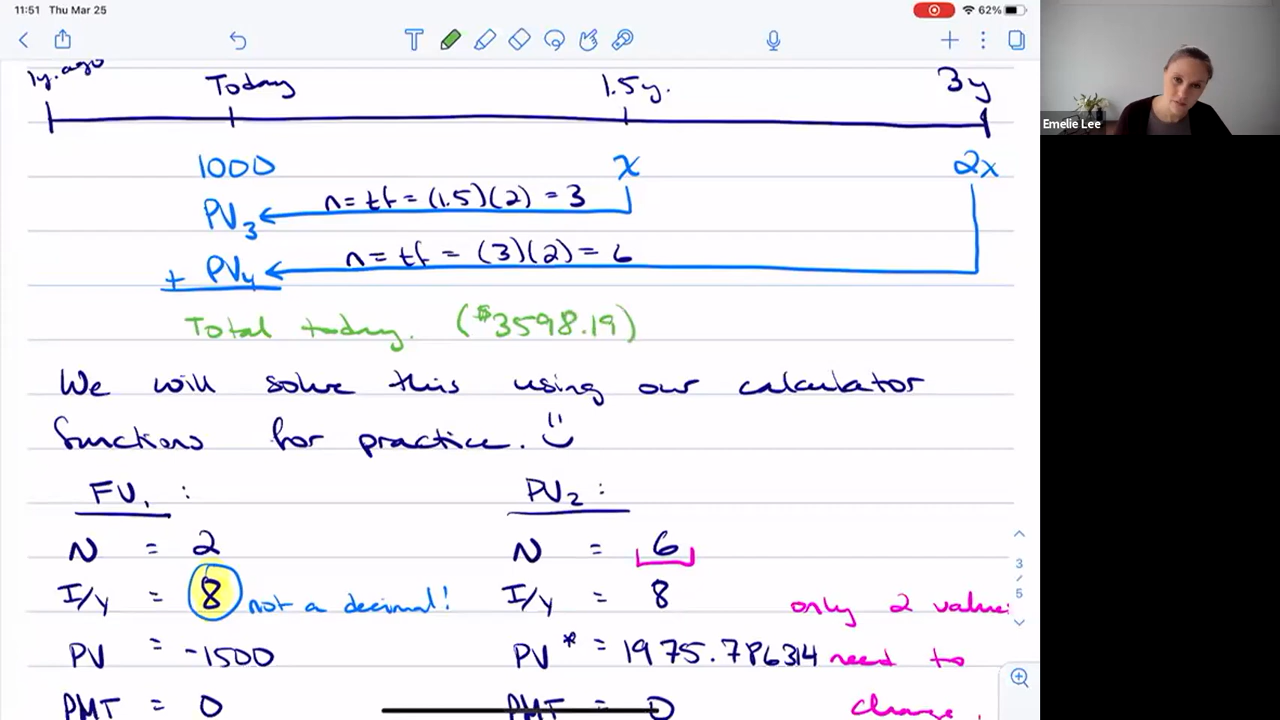 11:51 Thu Mar 25
62%
1y. ago Today 1.5y. 3y
Emelie Lee
1000 x 2x
PV3 n = tf = (1.5)(2) = 3
+ PV4 n = tf = (3)(2) = 6
Total today. ($3598.19)
We will solve this using our calculator
functions for practice.
FV1 : PV2 :
N = 2 N = 6
I/y = 8 not a decimal! I/y = 8 only 2 value
PV = -1500 PV* = 1975.786314 need to
PMT = 0 PMT = 0 change.
3
/
5